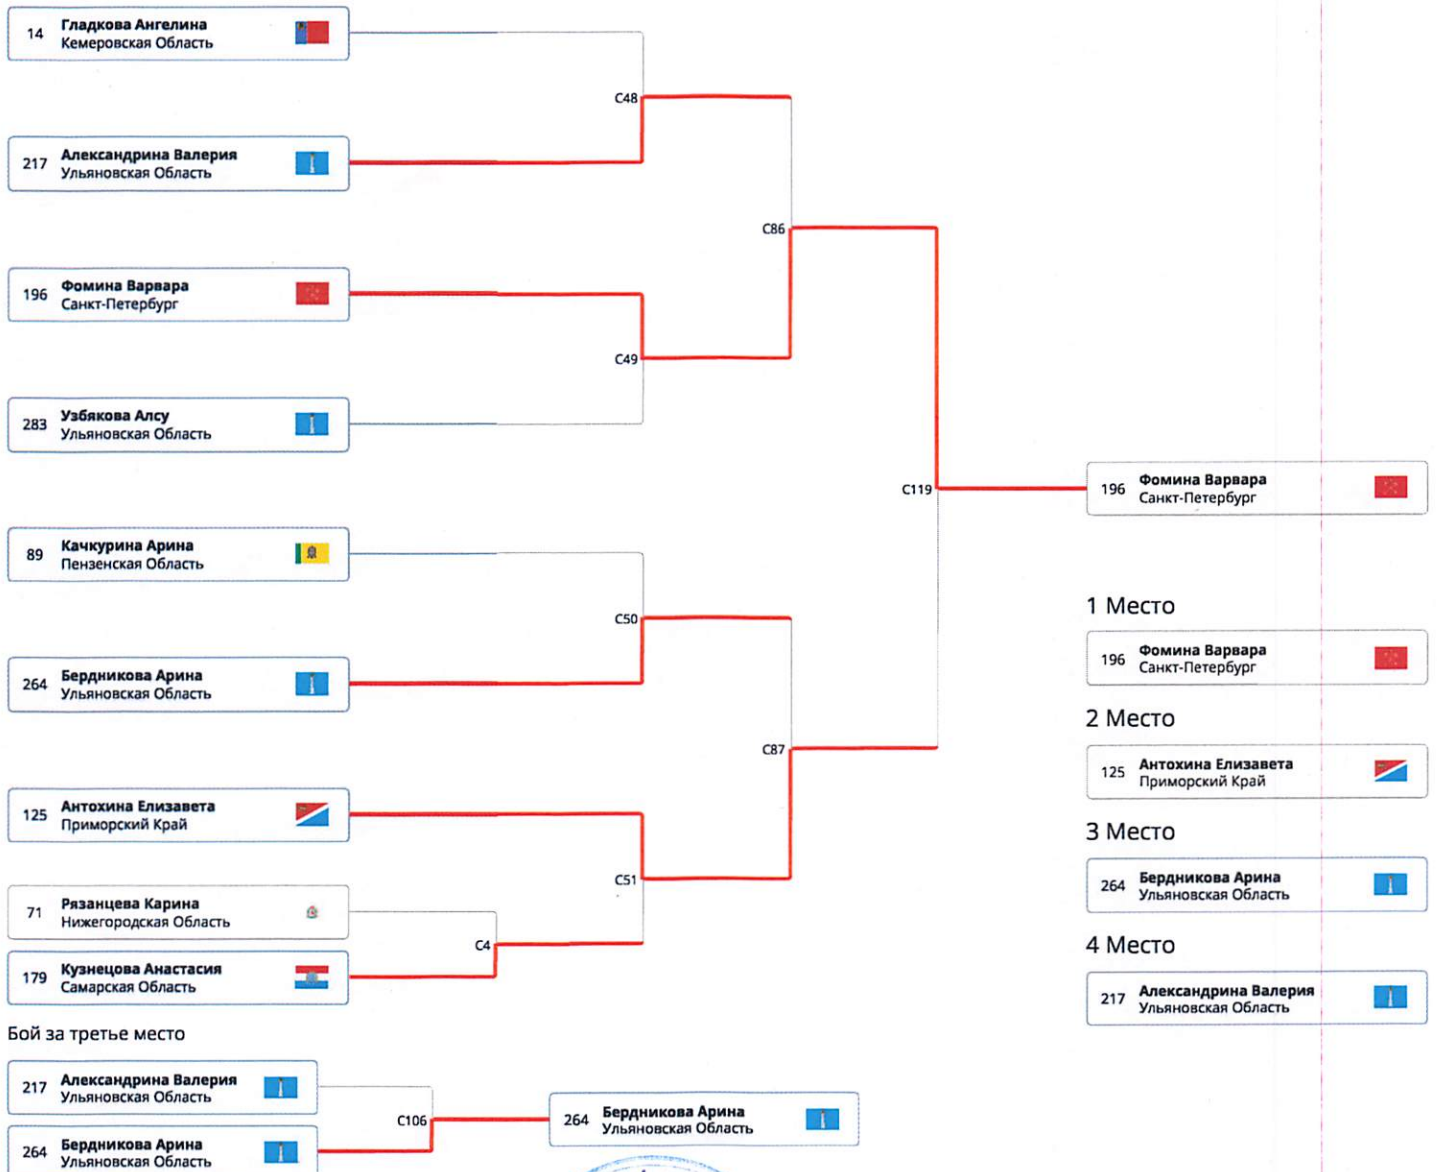 14 Гладкова Ангелина
Кемеровская Область
C48
217 Александрина Валерия
Ульяновская Область
C86
196 Фомина Варвара
Санкт-Петербург
C49
283 Узбякова Алсу
Ульяновская Область
C119
196 Фомина Варвара
Санкт-Петербург
89 Качкурина Арина
Пензенская Область
C50
264 Бердникова Арина
Ульяновская Область
C87
125 Антохина Елизавета
Приморский Край
C51
71 Рязанцева Карина
Нижегородская Область
C4
179 Кузнецова Анастасия
Самарская Область
1 Место
196 Фомина Варвара
Санкт-Петербург
2 Место
125 Антохина Елизавета
Приморский Край
3 Место
264 Бердникова Арина
Ульяновская Область
4 Место
217 Александрина Валерия
Ульяновская Область
Бой за третье место
217 Александрина Валерия
Ульяновская Область
C106
264 Бердникова Арина
Ульяновская Область
264 Бердникова Арина
Ульяновская Область